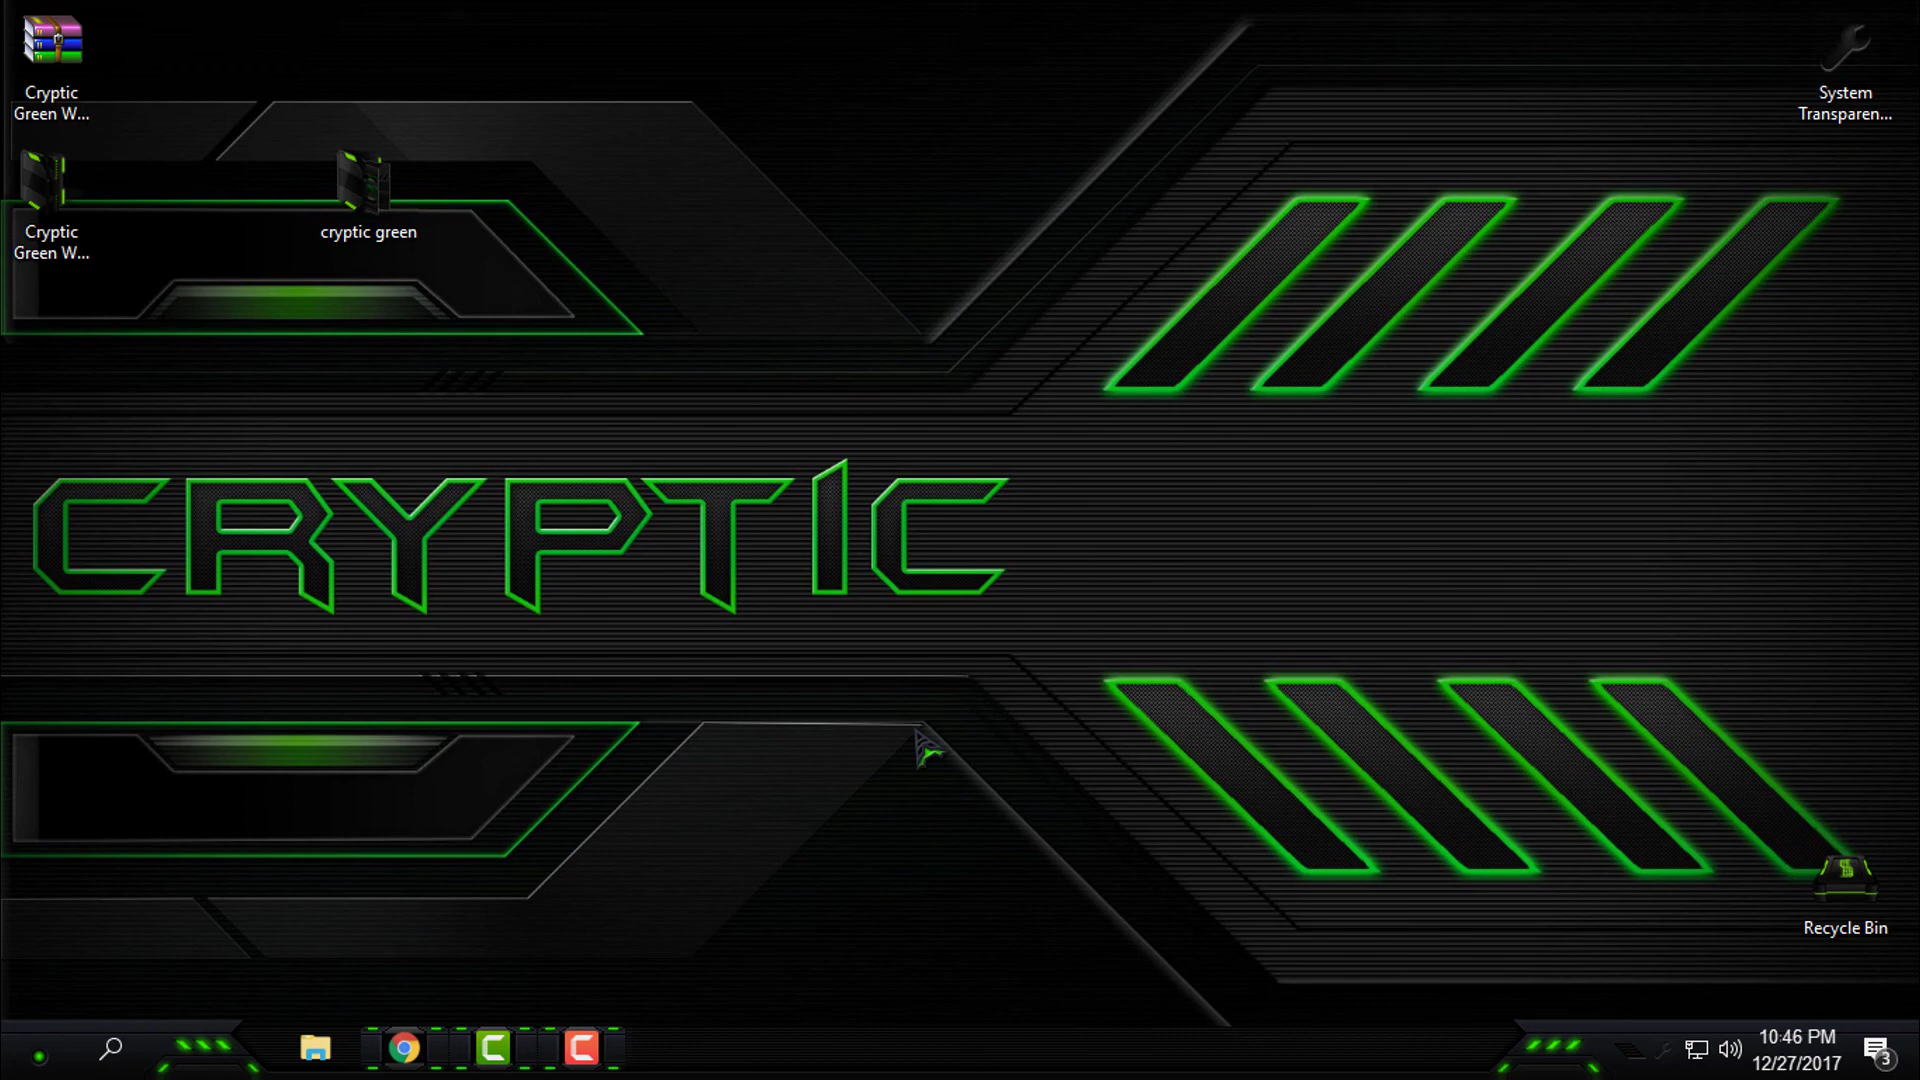 Cryptic
Green W...
System
Transparen...
Cryptic
Green W...
cryptic green
CRYPTIC
Recycle Bin
10:46 PM
12/27/2017
3